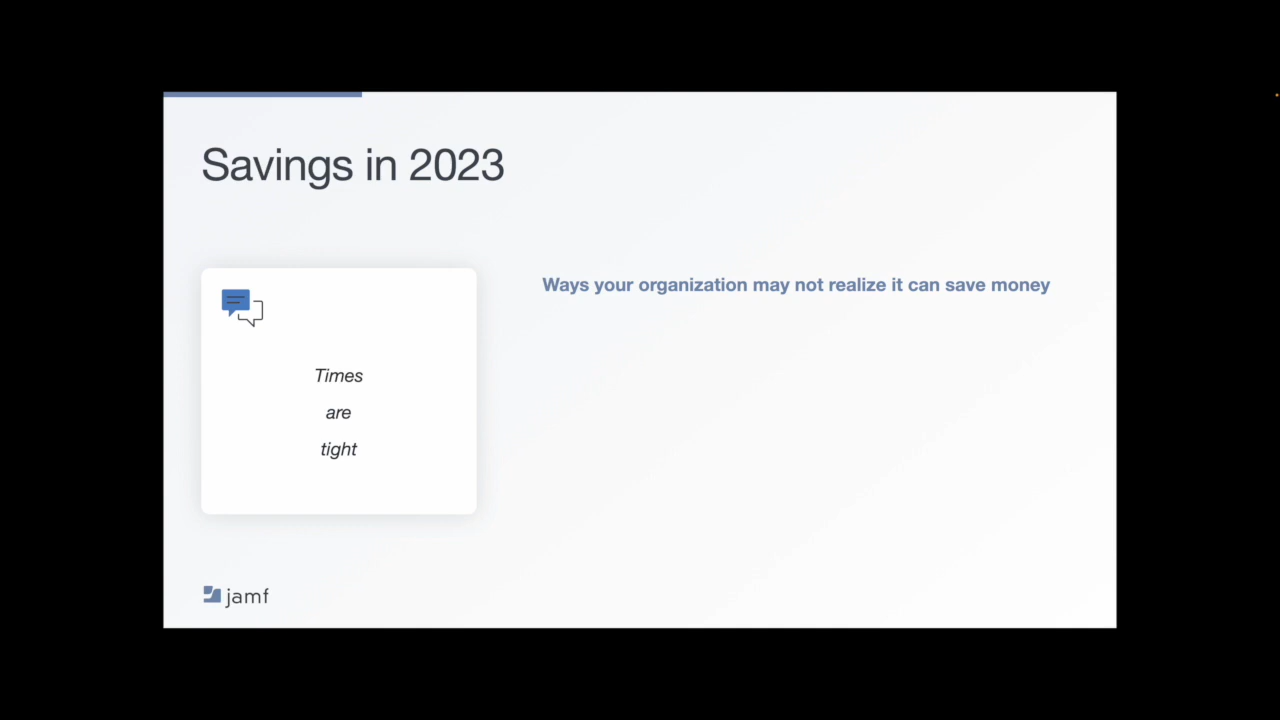 Savings in 2023
Times
are
tight
Ways your organization may not realize it can save money
jamf